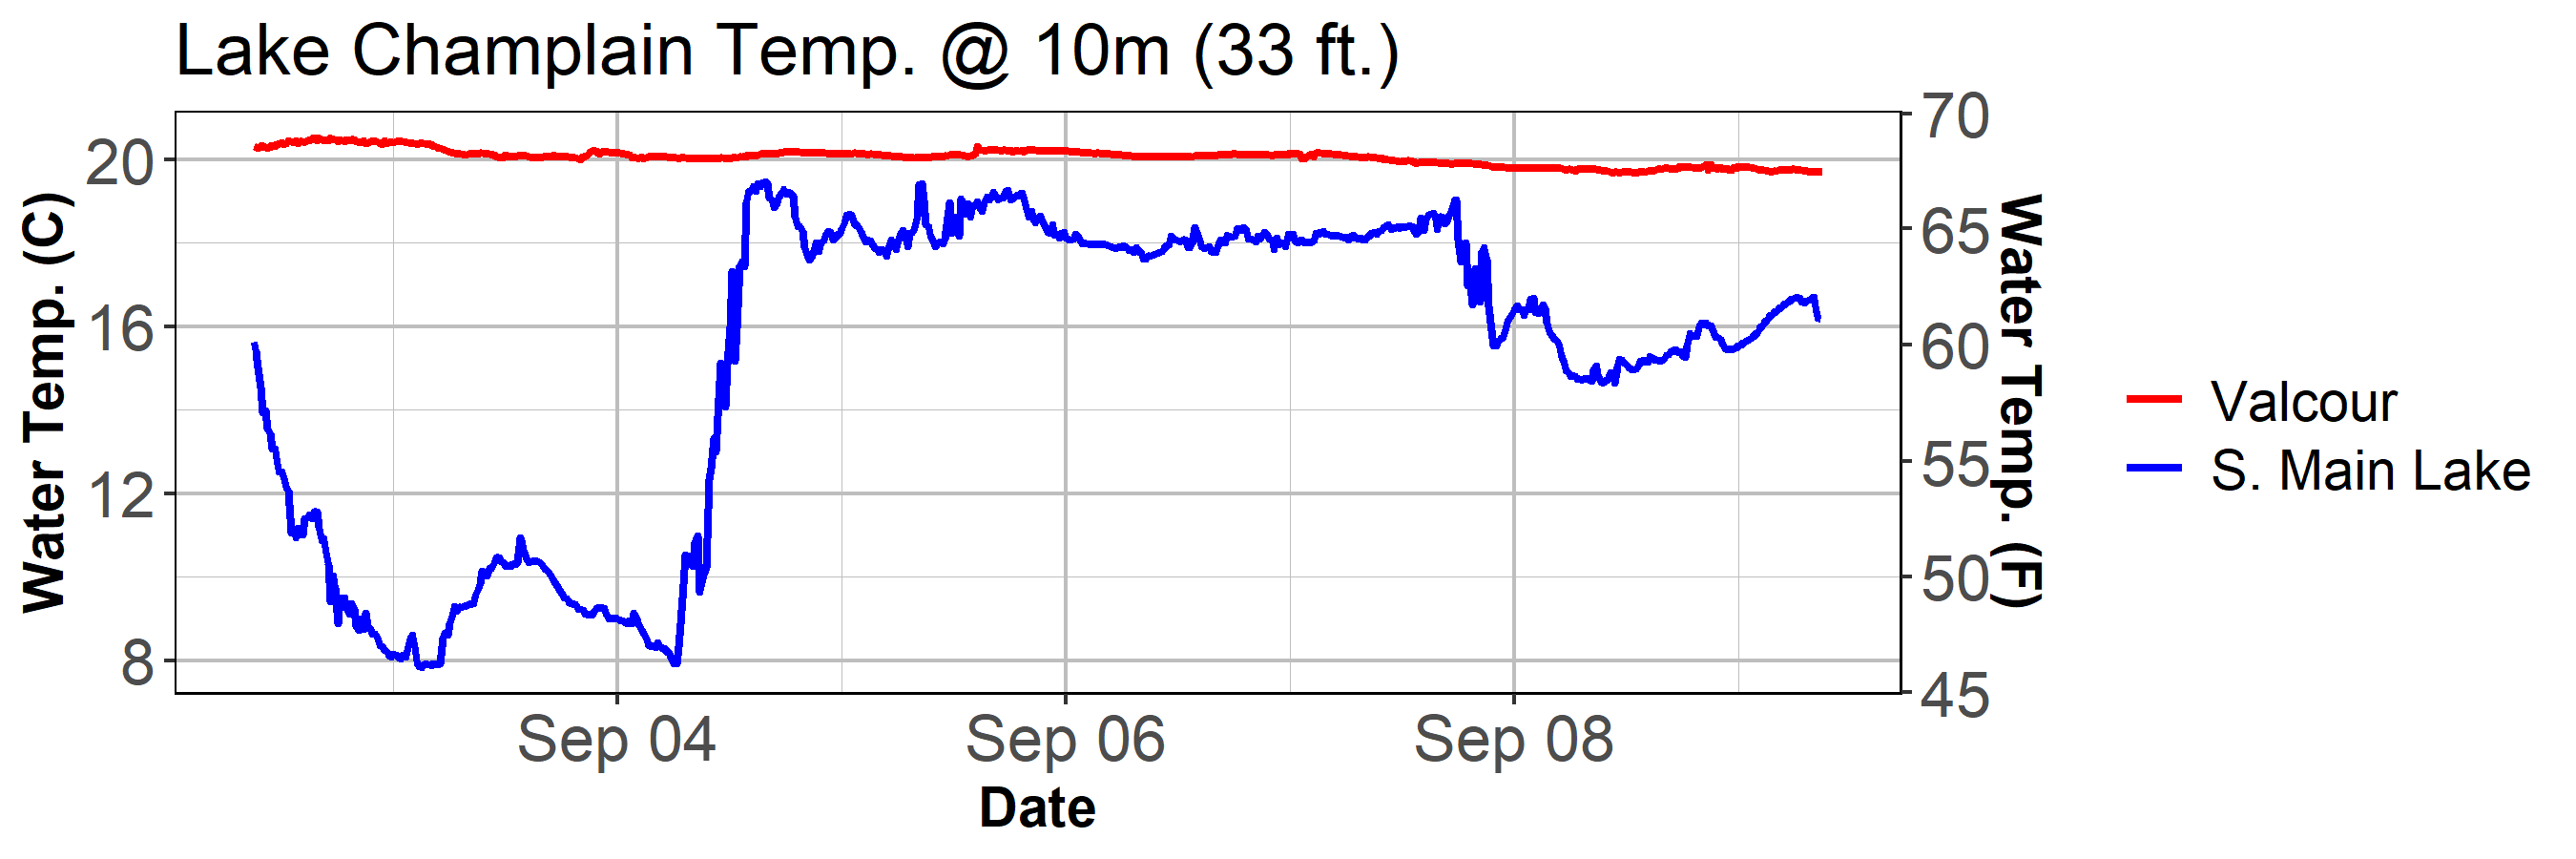 Lake Champlain Temp. @ 10m (33 ft.)
Water Temp. (C)
20
16
12
8
70
65
60
55
50
45
Water Temp. (F)
Sep 04
Sep 06
Sep 08
Date
Valcour
S. Main Lake